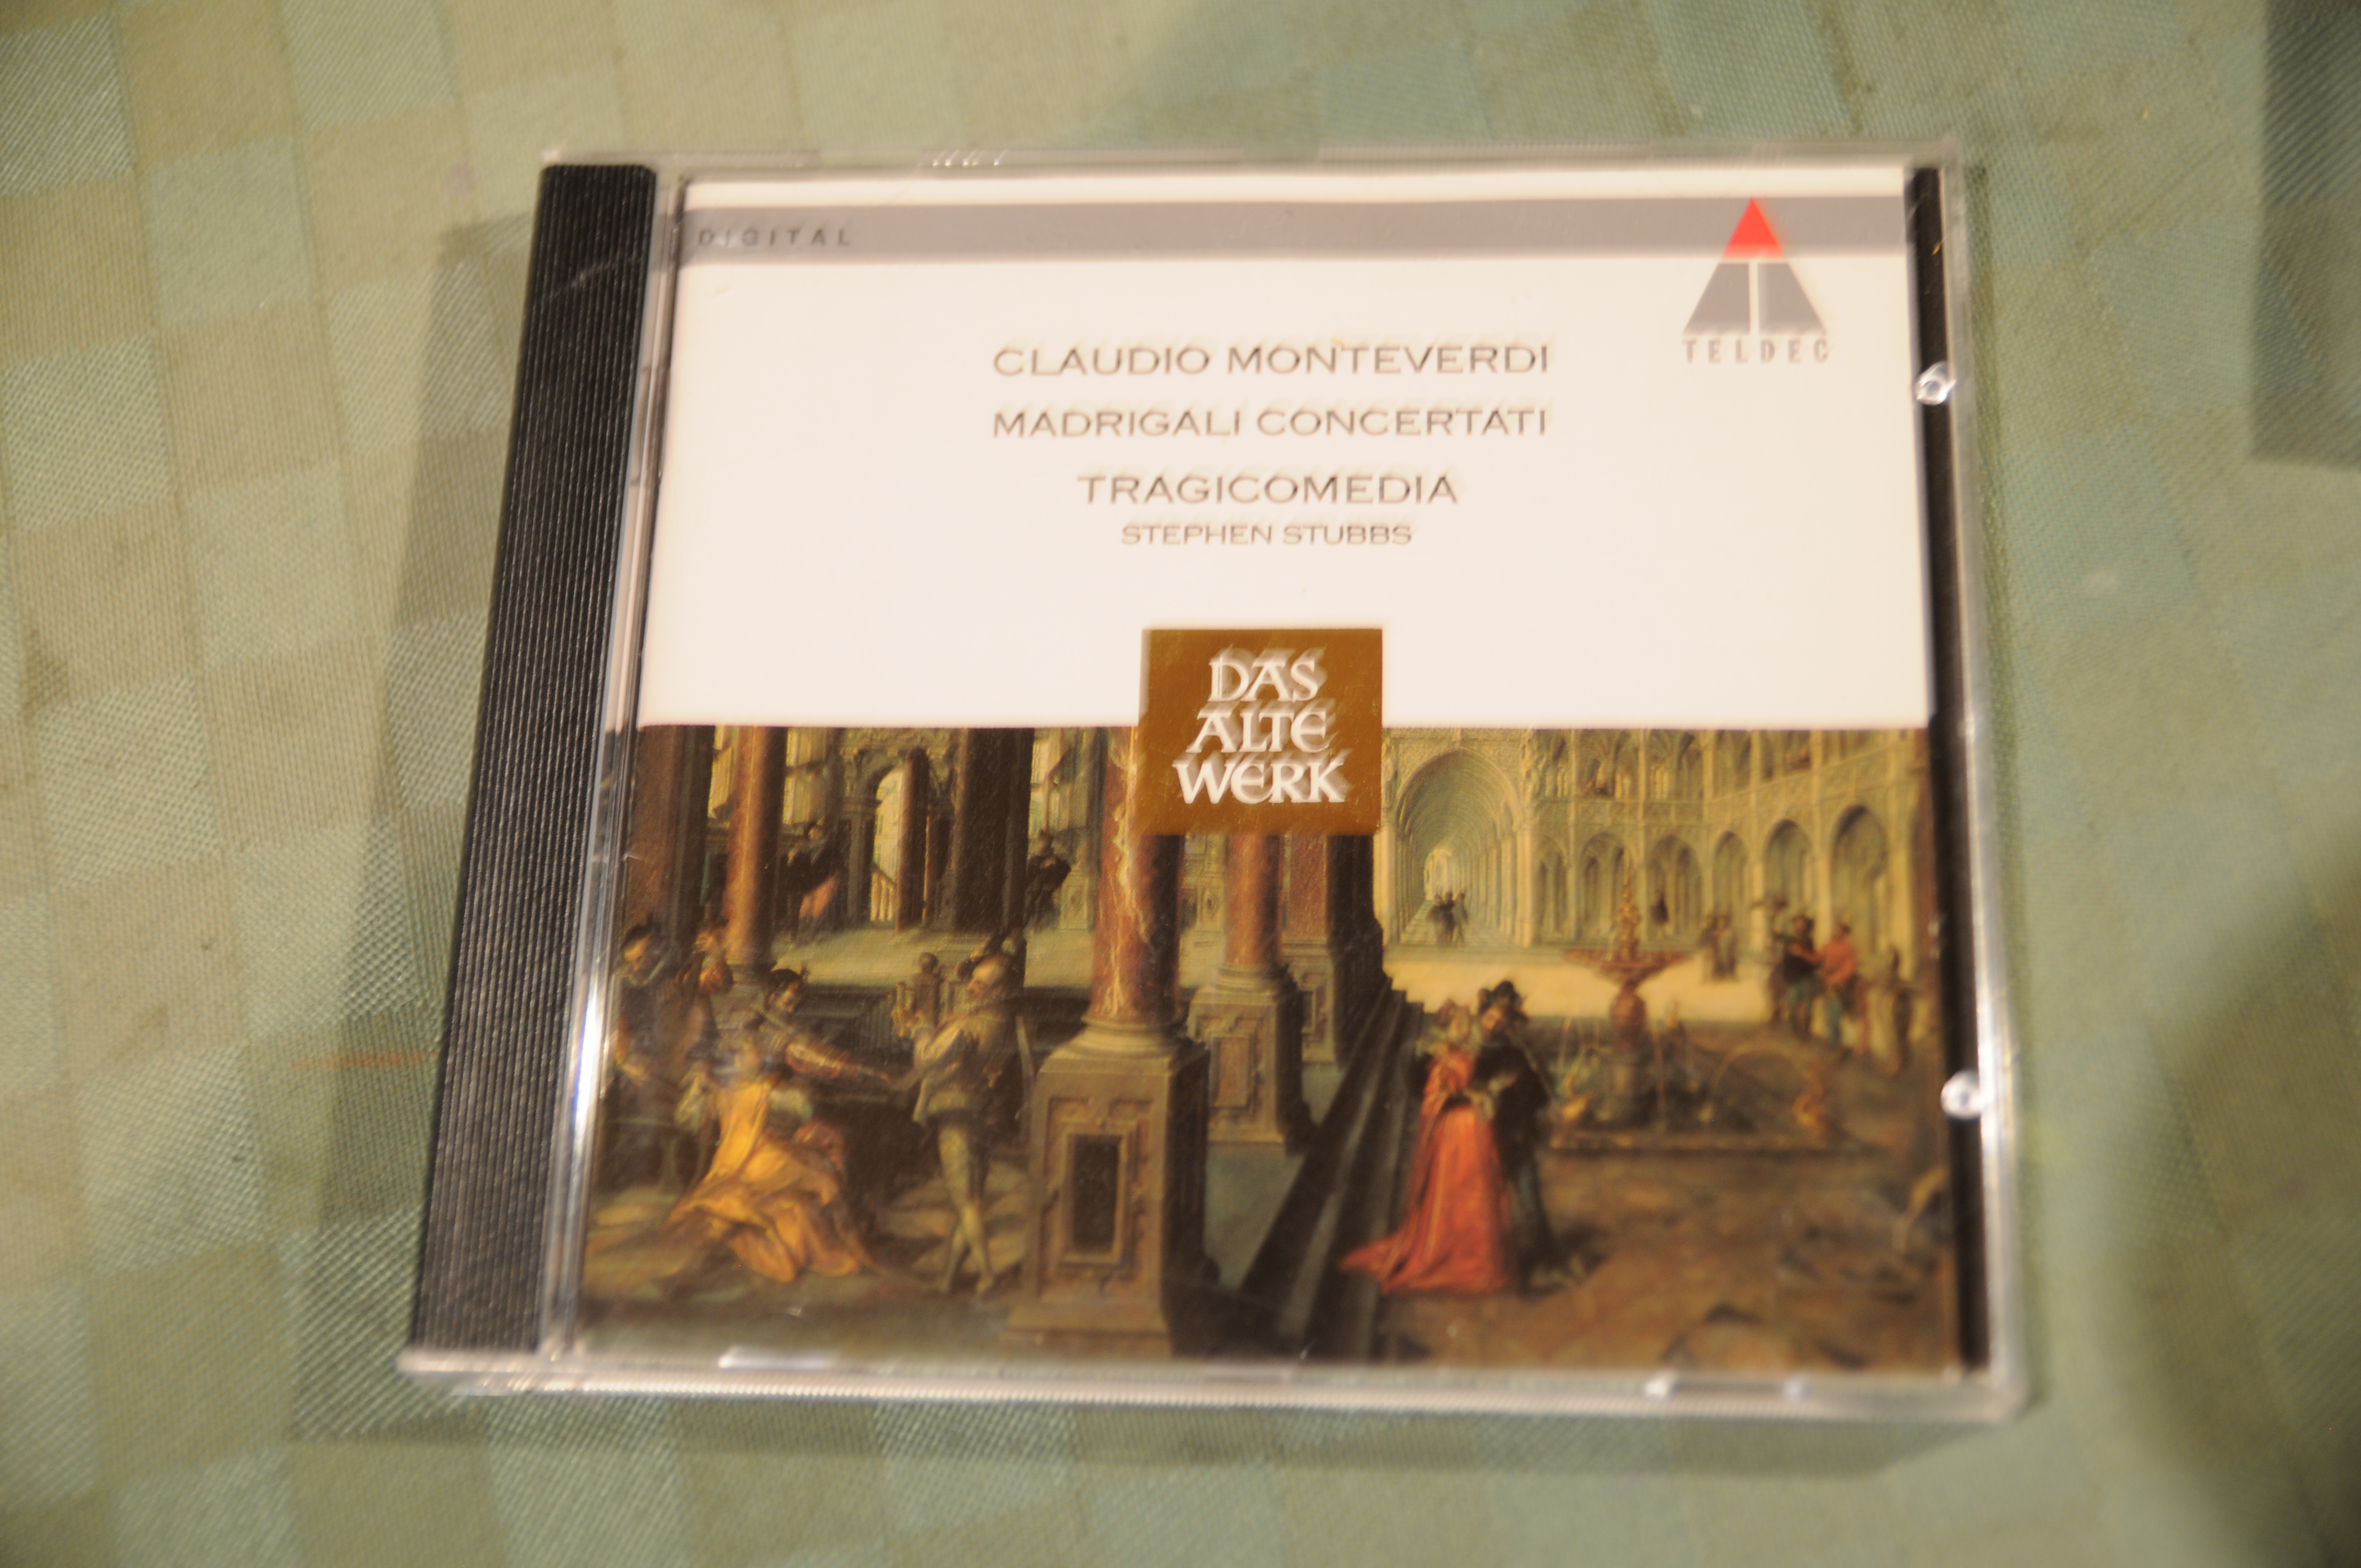 DIGITAL
TELDEC
CLAUDIO MONTEVERDI
MADRIGALI CONCERTATI
TRAGICOMEDIA
STEPHEN STUBBS
DAS
ALTE
WERK